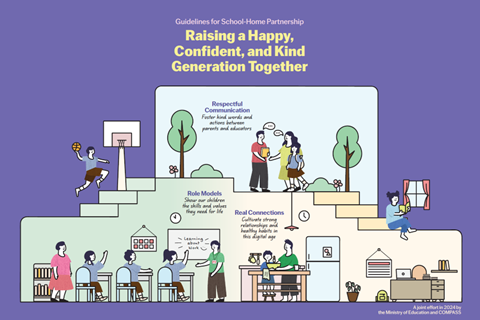 Guidelines for School-Home Partnership
Raising a Happy,
Confident, and Kind
Generation Together
Respectful
Communication
Foster kind words and
actions between
parents and educators
Role Models
Show our children
the skills and values
they need for life
Real Connections
Cultivate strong
relationships and
healthy habits in
this digital age
Learning
about
Work
A joint effort in 2024 by
the Ministry of Education and COMPASS